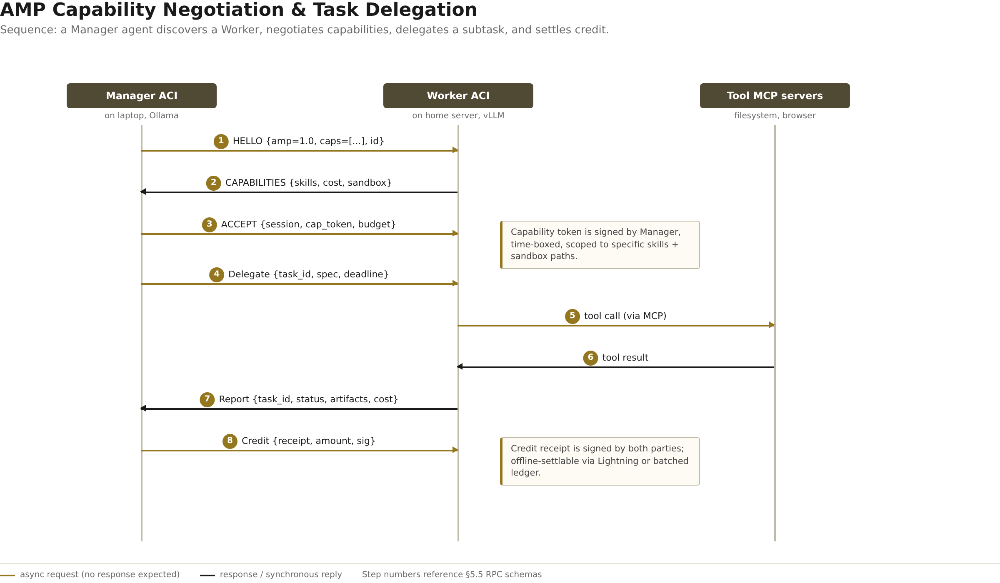 AMP Capability Negotiation & Task Delegation
Sequence: a Manager agent discovers a Worker, negotiates capabilities, delegates a subtask, and settles credit.
Manager ACI
on laptop, Ollama
Worker ACI
on home server, vLLM
Tool MCP servers
filesystem, browser
1 HELLO {amp=1.0, caps=[...], id}
2 CAPABILITIES {skills, cost, sandbox}
3 ACCEPT {session, cap_token, budget}
Capability token is signed by Manager,
time-boxed, scoped to specific skills +
sandbox paths.
4 Delegate {task_id, spec, deadline}
5 tool call (via MCP)
6 tool result
7 Report {task_id, status, artifacts, cost}
8 Credit {receipt, amount, sig}
Credit receipt is signed by both parties;
offline-settlable via Lightning or batched
ledger.
async request (no response expected)
response / synchronous reply
Step numbers reference §5.5 RPC schemas